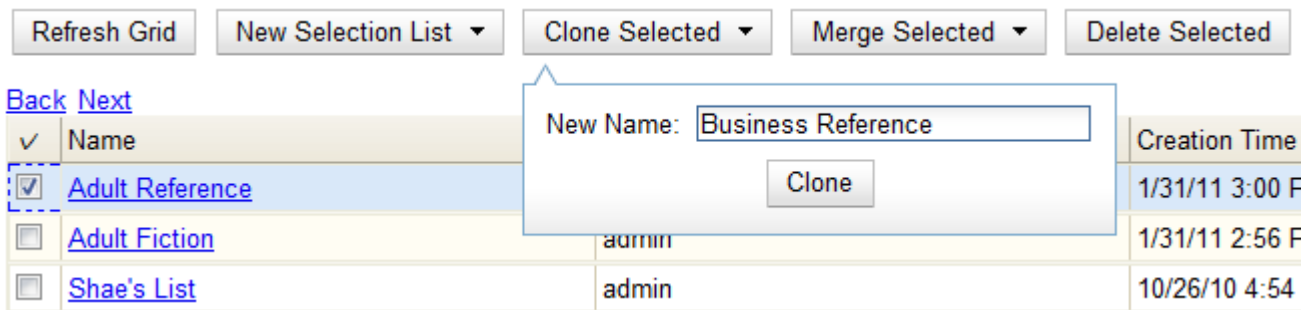 Refresh Grid New Selection List Clone Selected Merge Selected Delete Selected
Back Next
New Name: Business Reference
Name Creation Time
Clone
Adult Reference 1/31/11 3:00
Adult Fiction admin 1/31/11 2:56
Shae's List admin 10/26/10 4:54